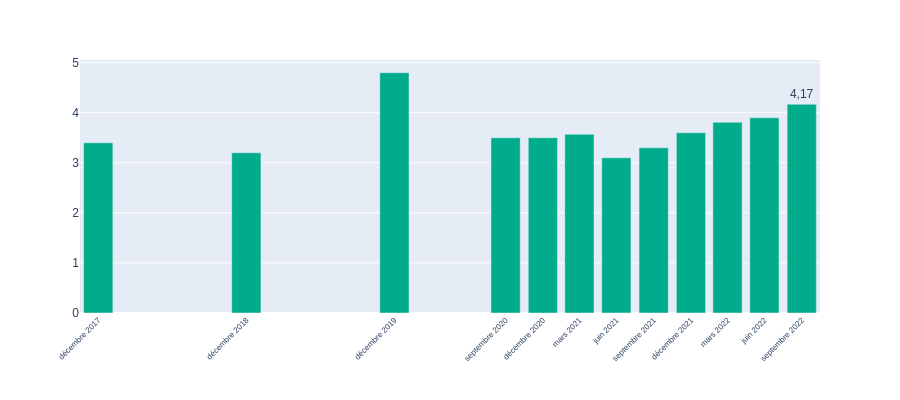 5
4
3
2
1
0
4,17
décembre 2017
décembre 2018
décembre 2019
septembre 2020
décembre 2020
mars 2021
juin 2021
septembre 2021
décembre 2021
mars 2022
juin 2022
septembre 2022